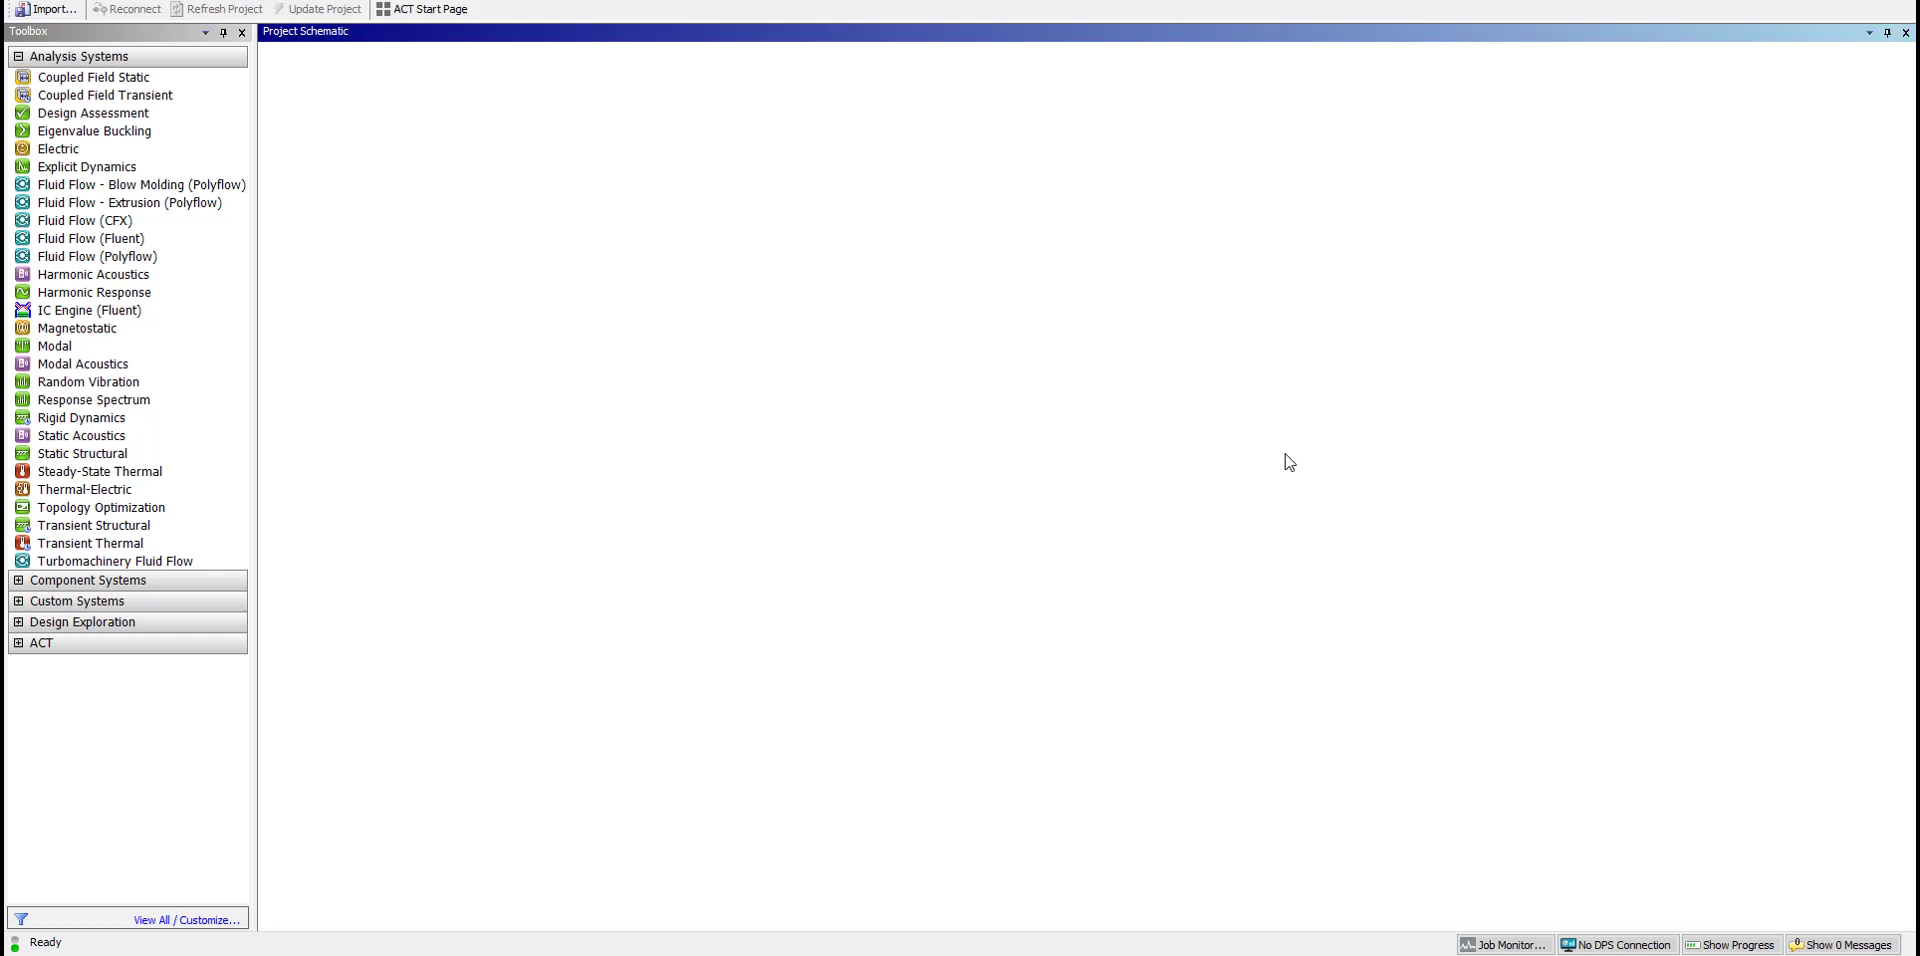 Import... Reconnect Refresh Project Update Project ACT Start Page
Toolbox
Project Schematic
Analysis Systems
Coupled Field Static
Coupled Field Transient
Design Assessment
Eigenvalue Buckling
Electric
Explicit Dynamics
Fluid Flow - Blow Molding (Polyflow)
Fluid Flow - Extrusion (Polyflow)
Fluid Flow (CFX)
Fluid Flow (Fluent)
Fluid Flow (Polyflow)
Harmonic Acoustics
Harmonic Response
IC Engine (Fluent)
Magnetostatic
Modal
Modal Acoustics
Random Vibration
Response Spectrum
Rigid Dynamics
Static Acoustics
Static Structural
Steady-State Thermal
Thermal-Electric
Topology Optimization
Transient Structural
Transient Thermal
Turbomachinery Fluid Flow
Component Systems
Custom Systems
Design Exploration
ACT
View All / Customize...
Ready
Job Monitor... No DPS Connection Show Progress Show 0 Messages